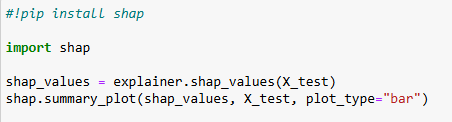 #!pip install shap
import shap
shap_values = explainer.shap_values(X_test)
shap.summary_plot(shap_values, X_test, plot_type="bar")